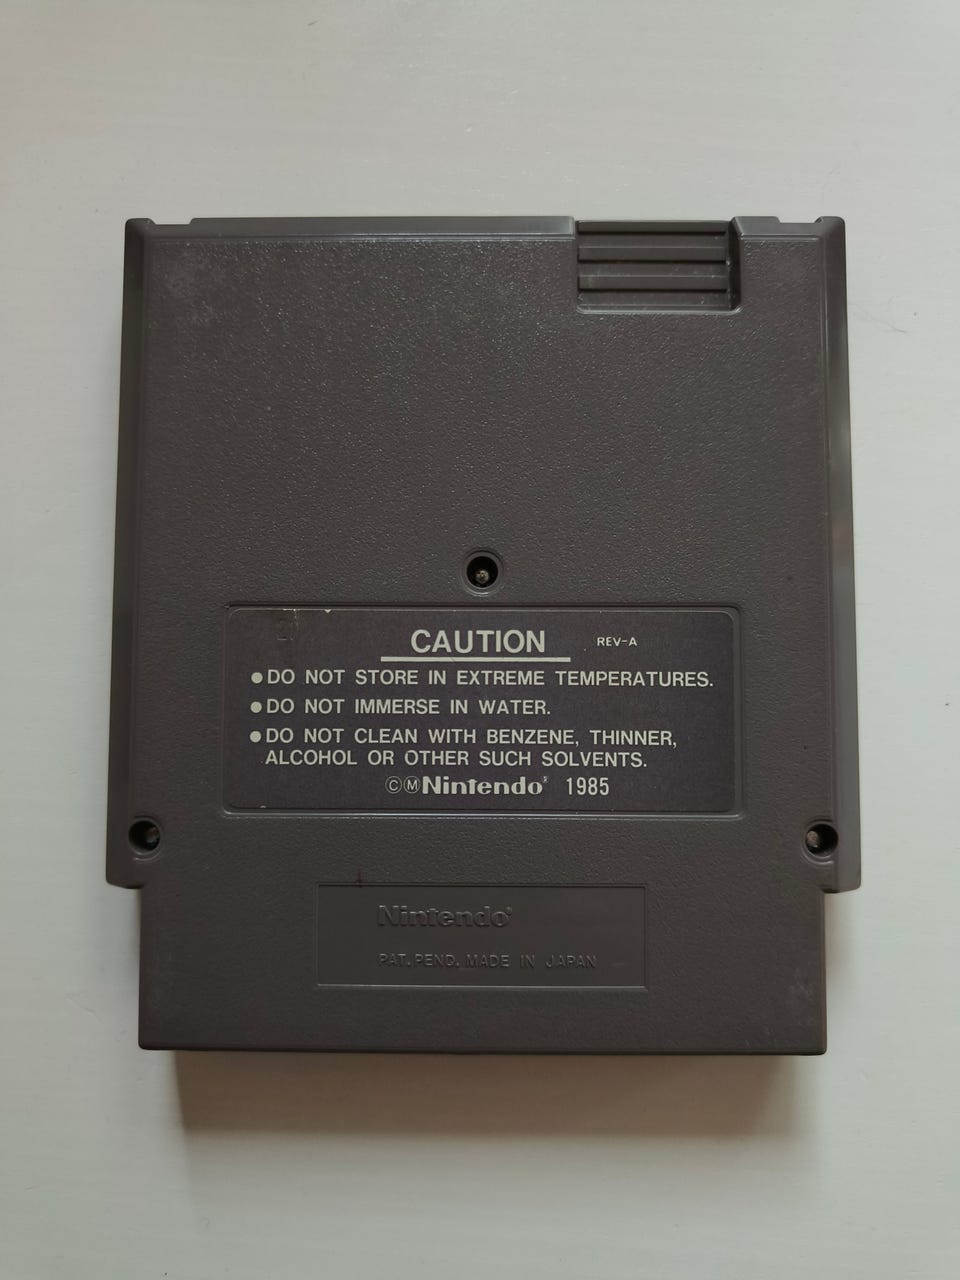 CAUTION REV-A
●DO NOT STORE IN EXTREME TEMPERATURES.
●DO NOT IMMERSE IN WATER.
●DO NOT CLEAN WITH BENZENE, THINNER,
ALCOHOL OR OTHER SUCH SOLVENTS.
ⒸⓂNintendo® 1985
Nintendo®
PAT. PEND. MADE IN JAPAN